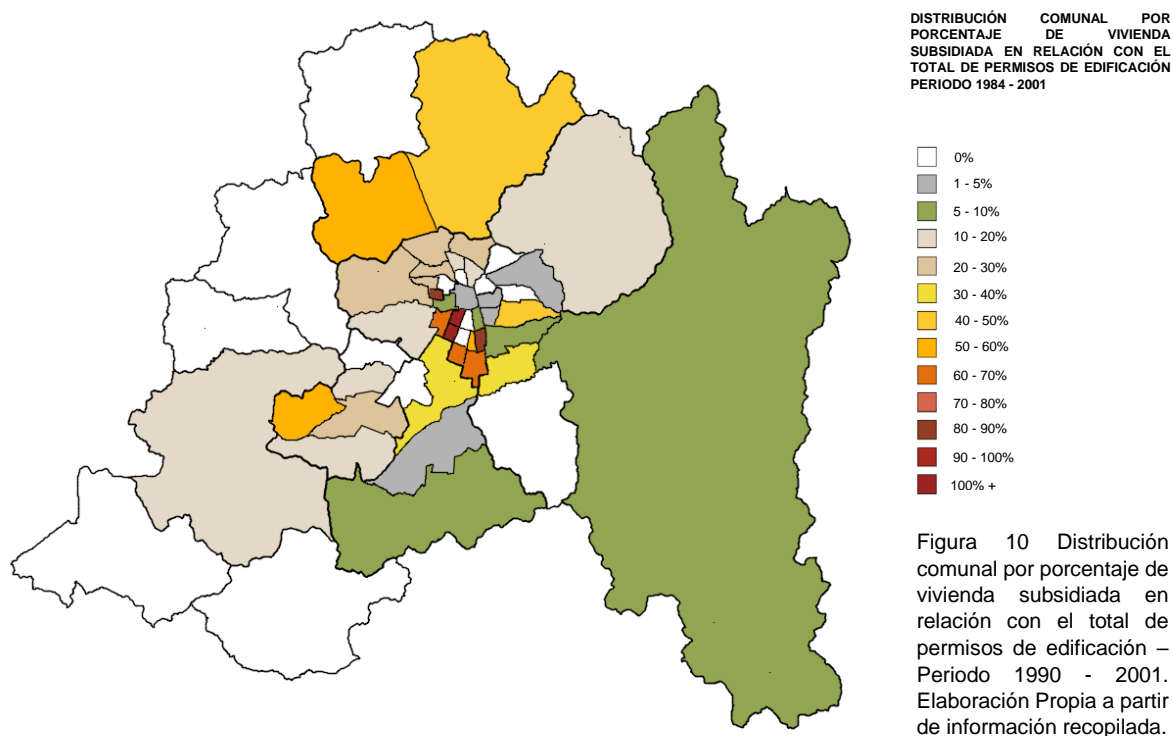 DISTRIBUCIÓN COMUNAL POR
PORCENTAJE DE VIVIENDA
SUBSIDIADA EN RELACIÓN CON EL
TOTAL DE PERMISOS DE EDIFICACIÓN
PERIODO 1984 - 2001
0%
1 - 5%
5 - 10%
10 - 20%
20 - 30%
30 - 40%
40 - 50%
50 - 60%
60 - 70%
70 - 80%
80 - 90%
90 - 100%
100% +
Figura 10 Distribución
comunal por porcentaje de
vivienda subsidiada en
relación con el total de
permisos de edificación –
Periodo 1990 - 2001.
Elaboración Propia a partir
de información recopilada.